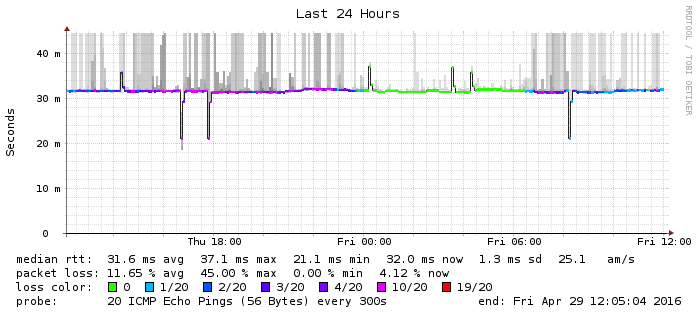 Last 24 Hours
RRDTOOL / TOBI OETIKER
Seconds
40 m
30 m
20 m
10 m
0
Thu 18:00 Fri 00:00 Fri 06:00 Fri 12:00
median rtt: 31.6 ms avg 37.1 ms max 21.1 ms min 32.0 ms now 1.3 ms sd 25.1 am/s
packet loss: 11.65 % avg 45.00 % max 0.00 % min 4.12 % now
loss color: 0 1/20 2/20 3/20 4/20 10/20 19/20
probe: 20 ICMP Echo Pings (56 Bytes) every 300s end: Fri Apr 29 12:05:04 2016